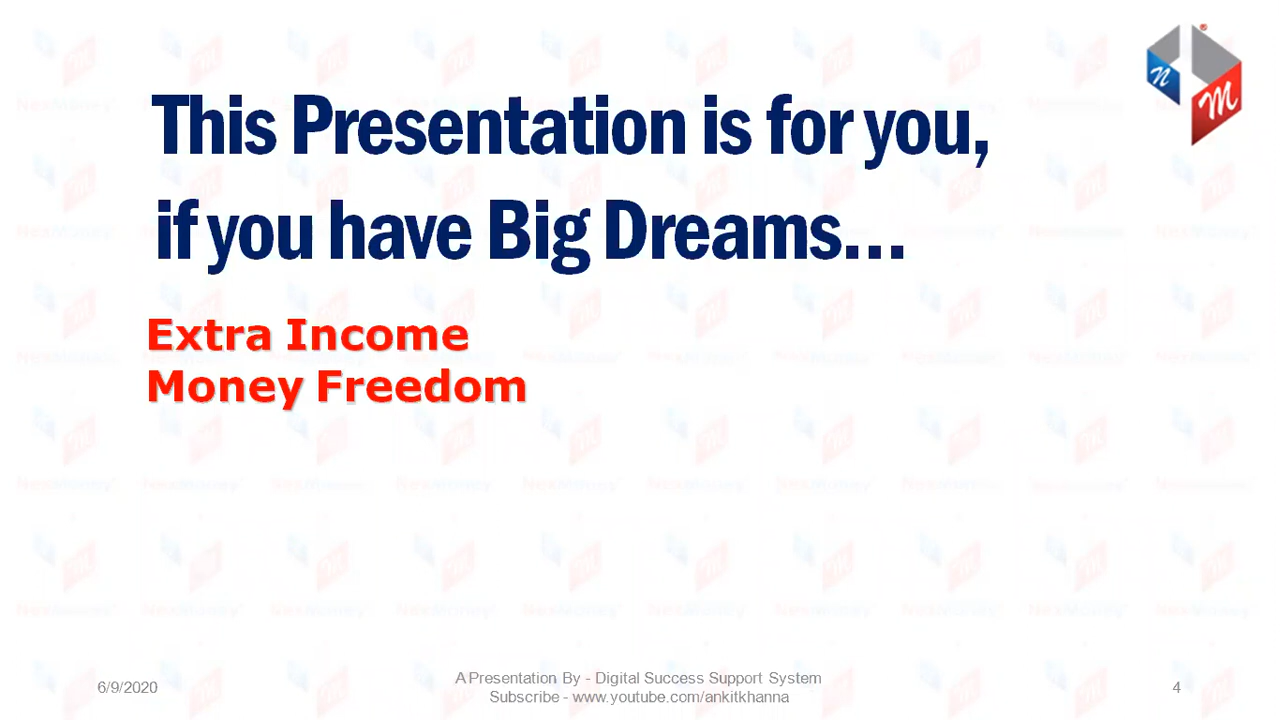 This Presentation is for you,
if you have Big Dreams...
Extra Income
Money Freedom
6/9/2020
A Presentation By - Digital Success Support System
Subscribe - www.youtube.com/ankitkhanna
4